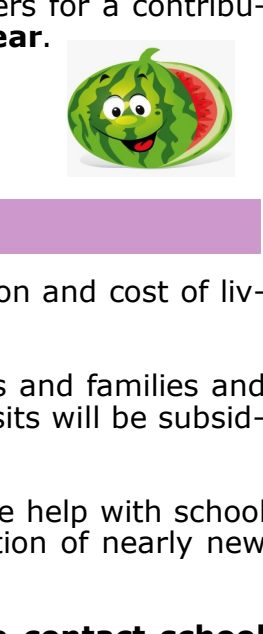 ers for a contribu-
ear.
on and cost of liv-
s and families and
sits will be subsid-
e help with school
tion of nearly new
contact school